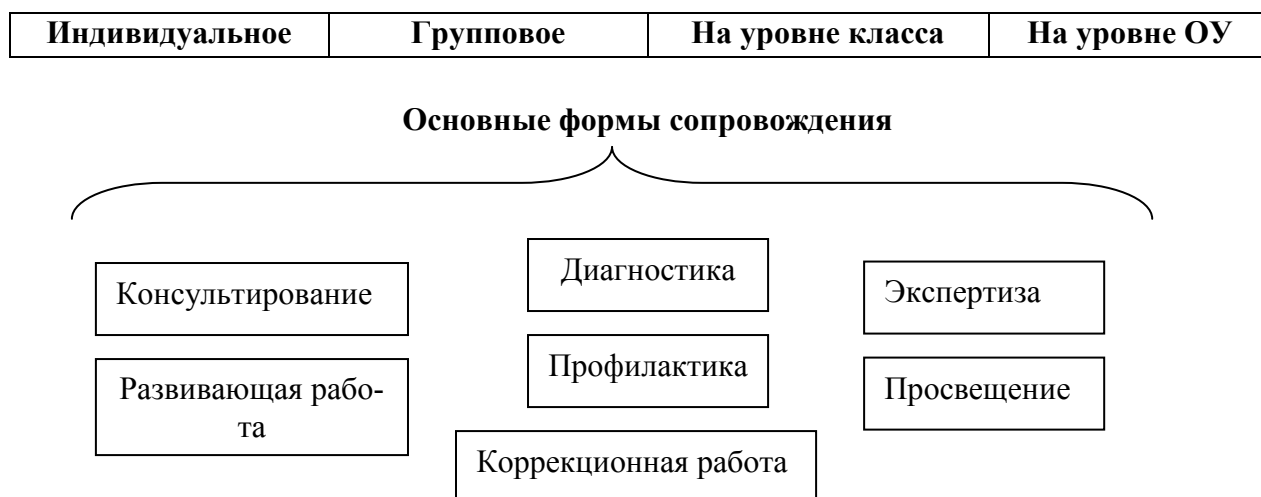 Индивидуальное Групповое На уровне класса На уровне ОУ
Основные формы сопровождения
Консультирование
Диагностика
Экспертиза
Развивающая рабо-
та
Профилактика
Просвещение
Коррекционная работа